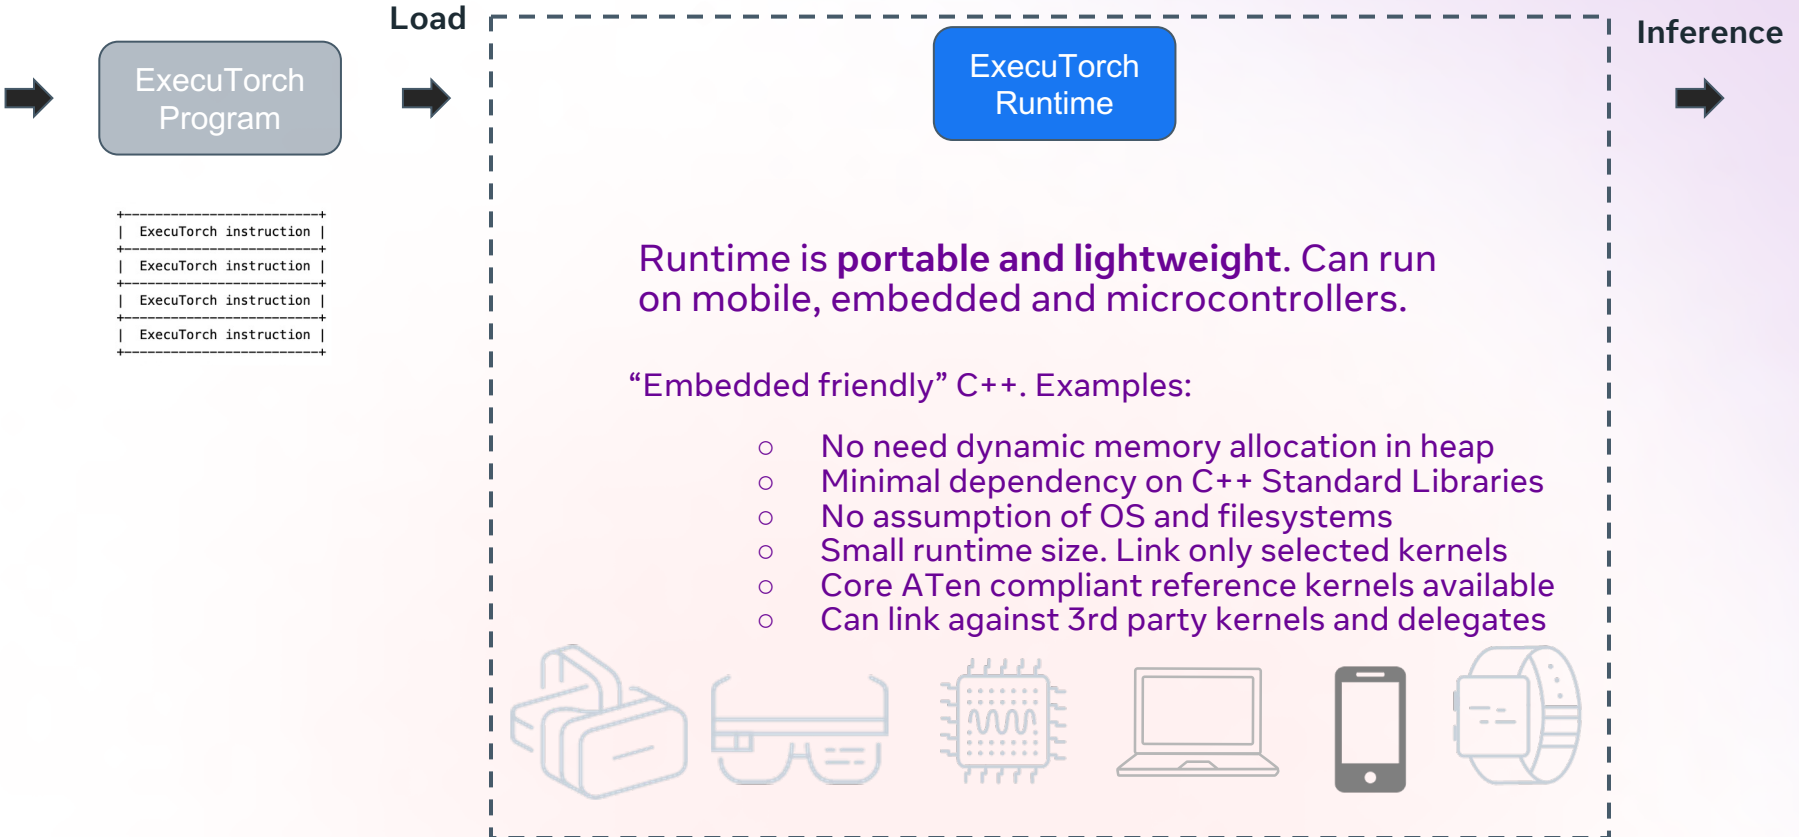 Load
Inference
ExecuTorch
Program
ExecuTorch
Runtime
+--------------------------+
| ExecuTorch instruction |
+--------------------------+
| ExecuTorch instruction |
+--------------------------+
| ExecuTorch instruction |
+--------------------------+
| ExecuTorch instruction |
+--------------------------+
Runtime is portable and lightweight. Can run
on mobile, embedded and microcontrollers.
“Embedded friendly” C++. Examples:
○ No need dynamic memory allocation in heap
○ Minimal dependency on C++ Standard Libraries
○ No assumption of OS and filesystems
○ Small runtime size. Link only selected kernels
○ Core ATen compliant reference kernels available
○ Can link against 3rd party kernels and delegates